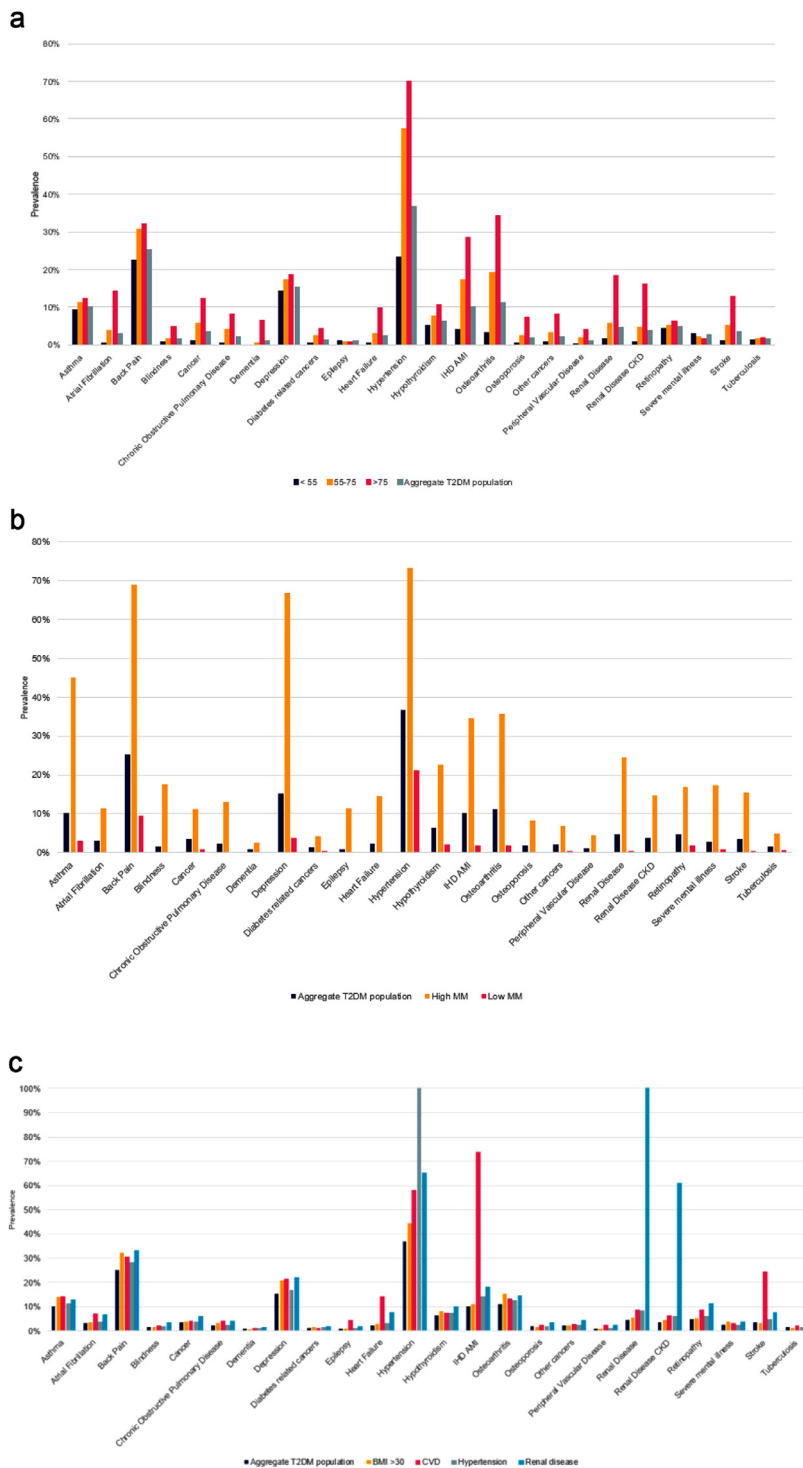 a
80%
70%
60%
50%
40%
30%
20%
10%
0%
Prevalence
Asthma
Atrial Fibrillation
Back Pain
Blindness
Cancer
Chronic Obstructive Pulmonary Disease
Dementia
Depression
Diabetes related cancers
Epilepsy
Heart Failure
Hypertension
Hypothyroidism
IHD AMI
Osteoarthritis
Osteoporosis
Other cancers
Peripheral Vascular Disease
Renal Disease
Renal Disease CKD
Retinopathy
Severe mental illness
Stroke
Tuberculosis
< 55 55-75 >75 Aggregate T2DM population
b
80%
70%
60%
50%
40%
30%
20%
10%
0%
Prevalence
Asthma
Atrial Fibrillation
Back Pain
Blindness
Cancer
Chronic Obstructive Pulmonary Disease
Dementia
Depression
Diabetes related cancers
Epilepsy
Heart Failure
Hypertension
Hypothyroidism
IHD AMI
Osteoarthritis
Osteoporosis
Other cancers
Peripheral Vascular Disease
Renal Disease
Renal Disease CKD
Retinopathy
Severe mental illness
Stroke
Tuberculosis
Aggregate T2DM population High MM Low MM
c
100%
90%
80%
70%
60%
50%
40%
30%
20%
10%
0%
Prevalence
Asthma
Atrial Fibrillation
Back Pain
Blindness
Cancer
Chronic Obstructive Pulmonary Disease
Dementia
Depression
Diabetes related cancers
Epilepsy
Heart Failure
Hypertension
Hypothyroidism
IHD AMI
Osteoarthritis
Osteoporosis
Other cancers
Peripheral Vascular Disease
Renal Disease
Renal Disease CKD
Retinopathy
Severe mental illness
Stroke
Tuberculosis
Aggregate T2DM population BMI >30 CVD Hypertension Renal disease